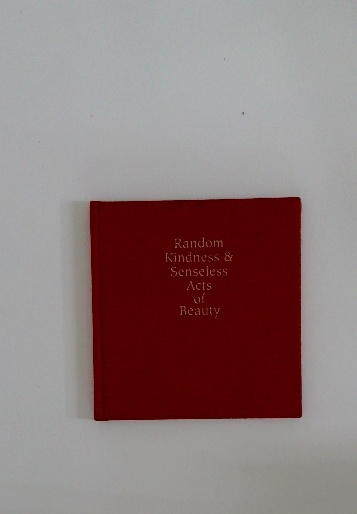 Random
Kindness &
Senseless
Acts
of
Beauty